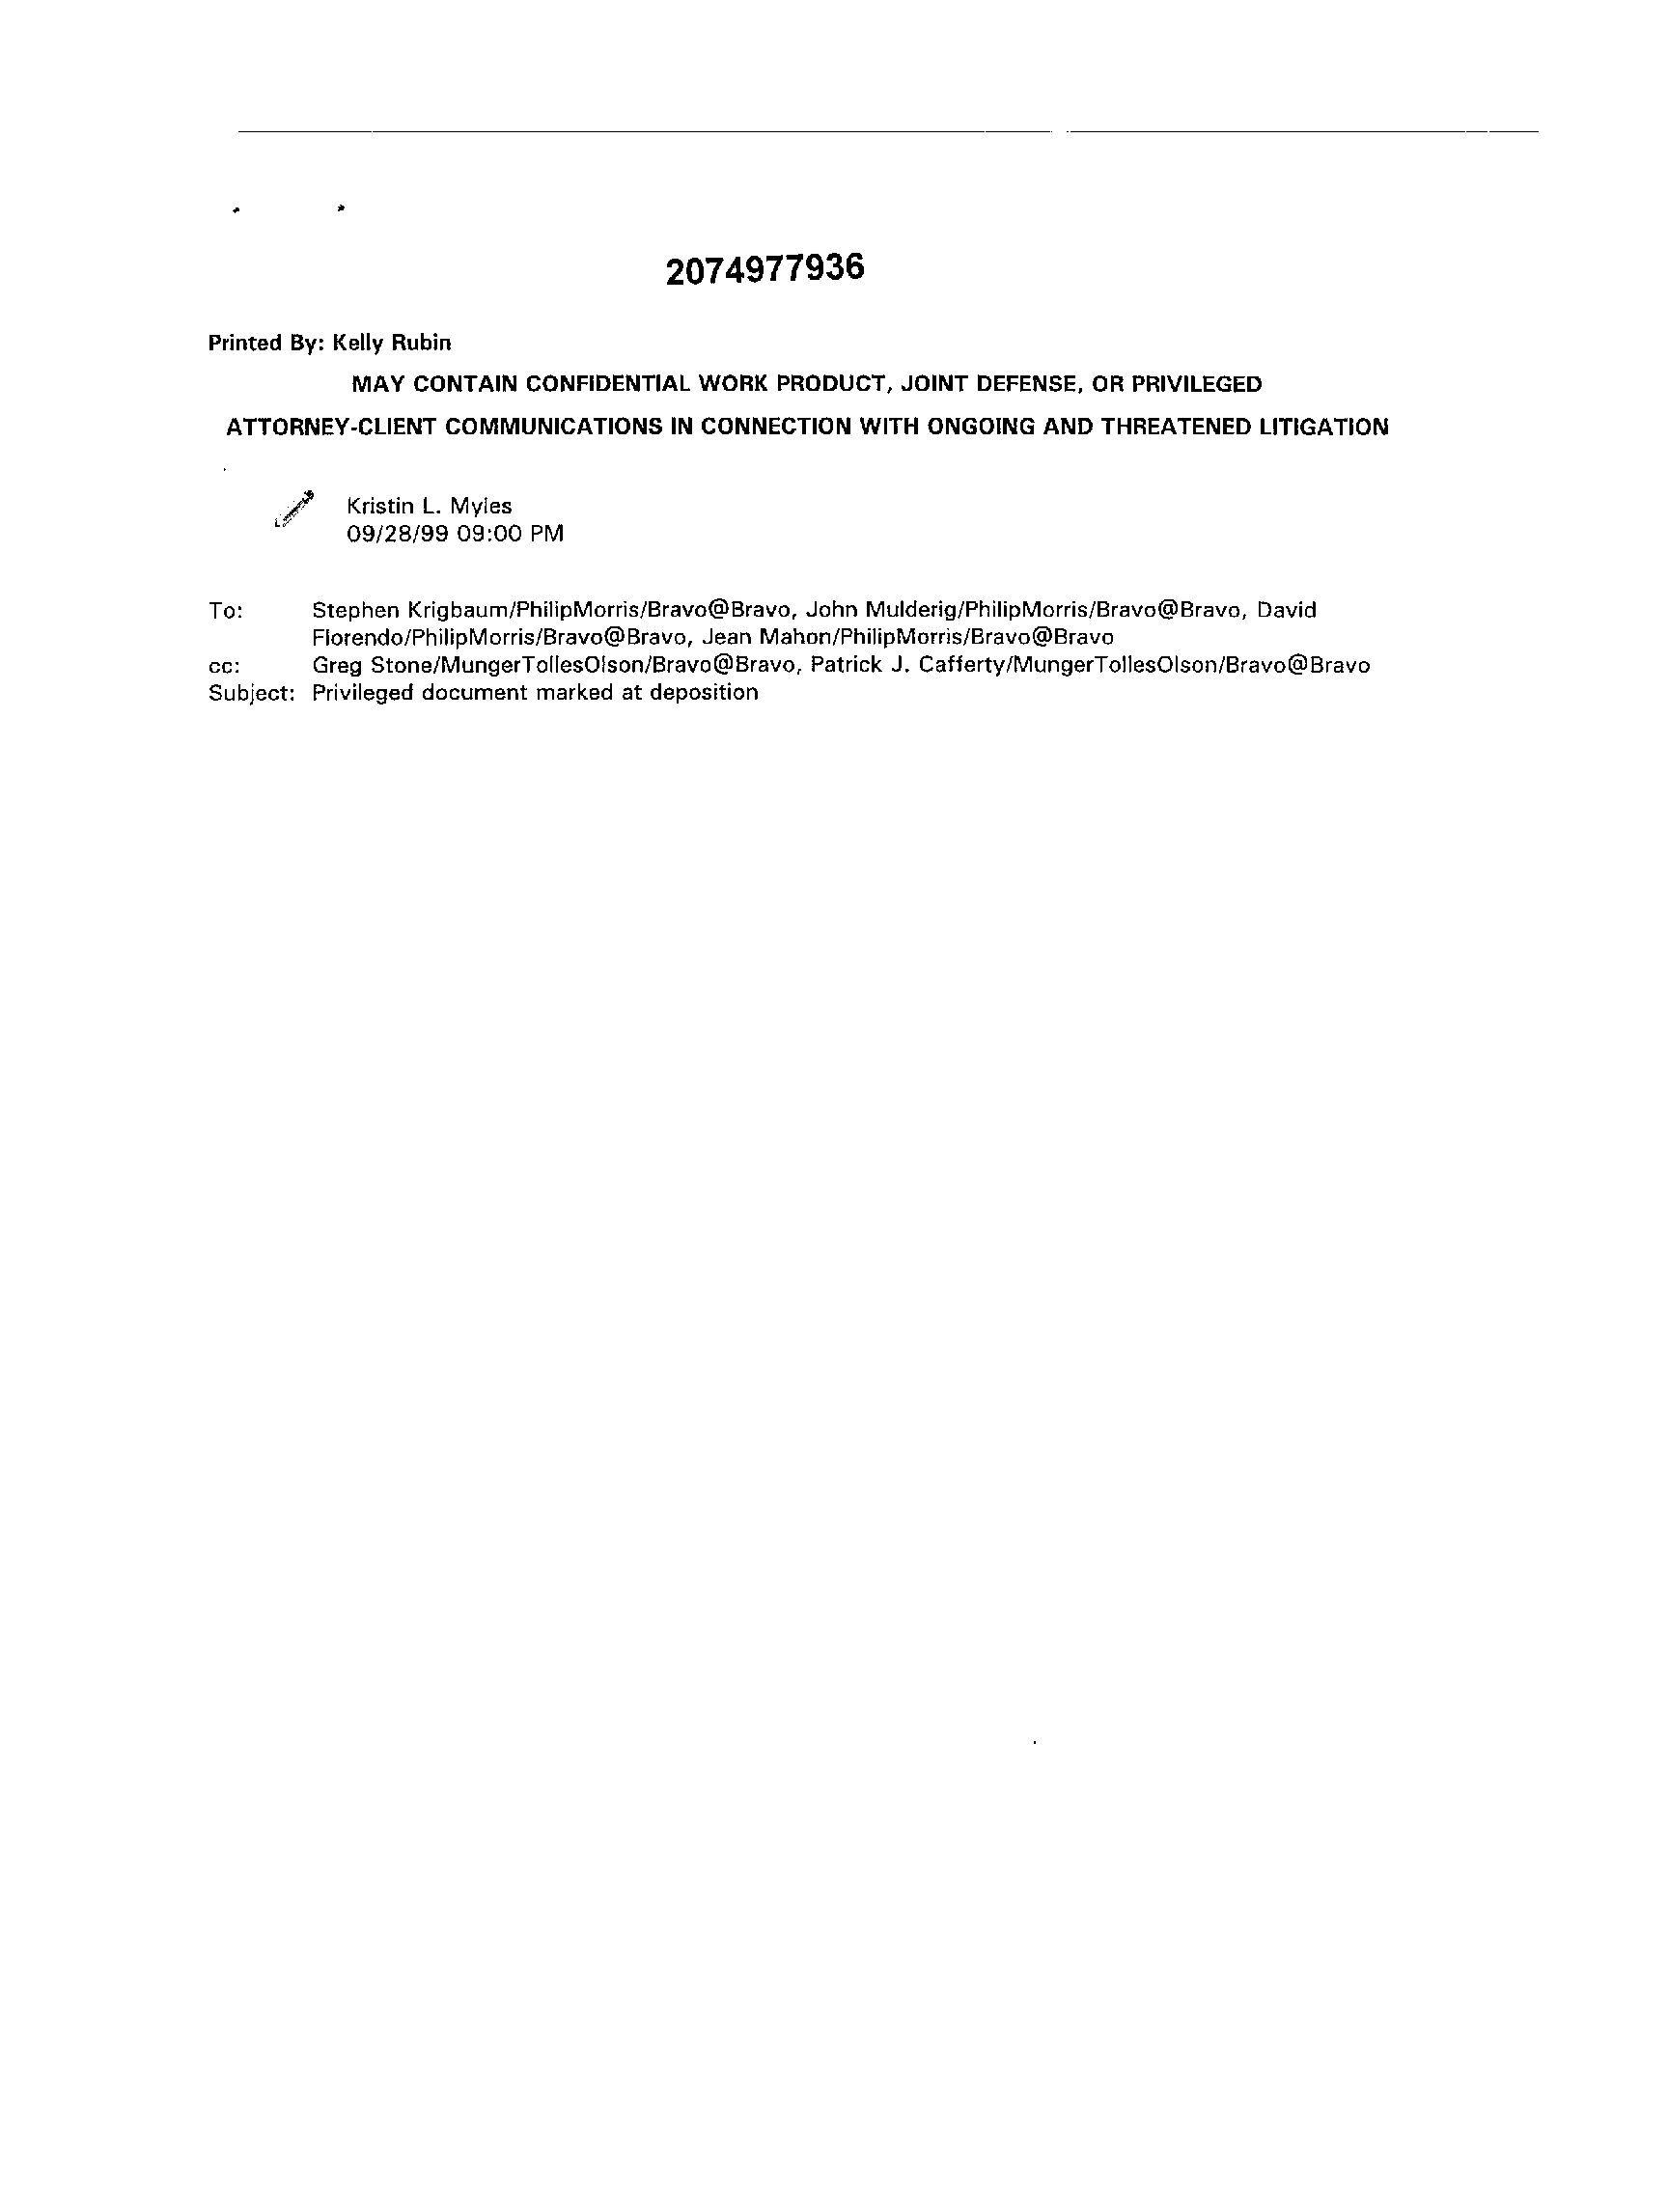 2074977936
Printed By: Kelly Rubin
MAY CONTAIN CONFIDENTIAL WORK PRODUCT, JOINT DEFENSE, OR PRIVILEGED
ATTORNEY-CLIENT COMMUNICATIONS IN CONNECTION WITH ONGOING AND THREATENED LITIGATION
Kristin L. Myles
09/28/99 09:00 PM
To: Stephen Krigbaum/PhilipMorris/Bravo@Bravo, John Mulderig/PhilipMorris/Bravo@Bravo, David
Florendo/PhilipMorris/Bravo@Bravo, Jean Mahon/PhilipMorris/Bravo@Bravo
cc: Greg Stone/MungerTollesOlson/Bravo@Bravo, Patrick J. Cafferty/MungerTollesOlson/Bravo@Bravo
Subject: Privileged document marked at deposition